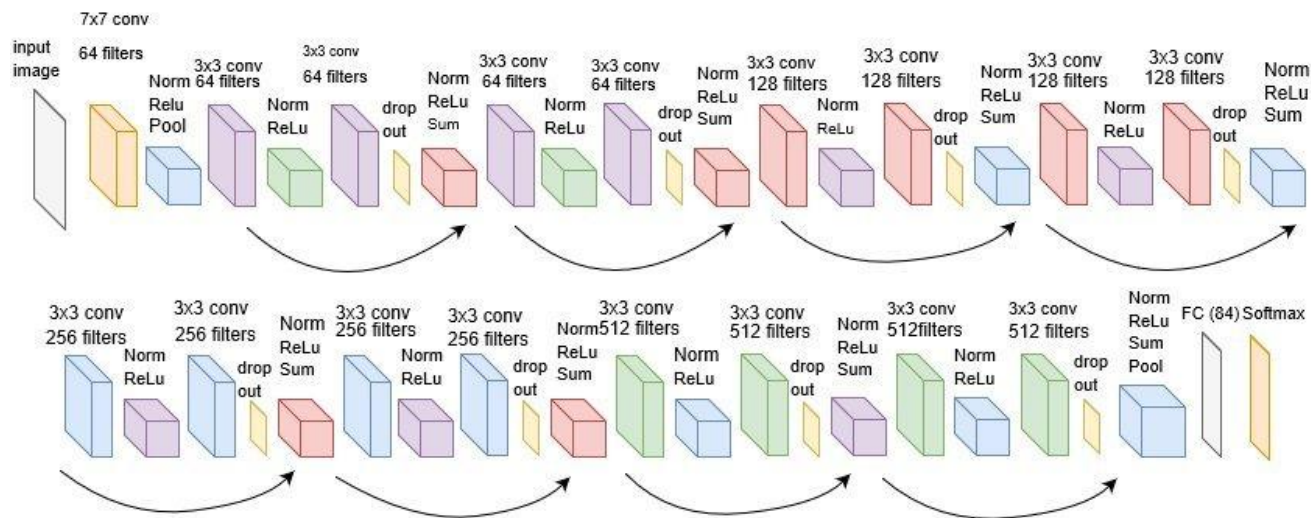 input
image
7x7 conv
64 filters
Norm
Relu
Pool
3x3 conv
64 filters
Norm
ReLu
3x3 conv
64 filters
drop
out
Norm
ReLu
Sum
3x3 conv
64 filters
Norm
ReLu
3x3 conv
64 filters
drop
out
Norm
ReLu
Sum
3x3 conv
128 filters
Norm
ReLu
3x3 conv
128 filters
drop
out
Norm
ReLu
Sum
3x3 conv
128 filters
Norm
ReLu
3x3 conv
128 filters
drop
out
Norm
ReLu
Sum
3x3 conv
256 filters
Norm
ReLu
3x3 conv
256 filters
drop
out
Norm
ReLu
Sum
3x3 conv
256 filters
Norm
ReLu
3x3 conv
256 filters
drop
out
Norm
ReLu
Sum
3x3 conv
512 filters
Norm
ReLu
3x3 conv
512 filters
drop
out
Norm
ReLu
Sum
3x3 conv
512filters
Norm
ReLu
3x3 conv
512 filters
drop
out
Norm
ReLu
Sum
Pool
FC (84)
Softmax